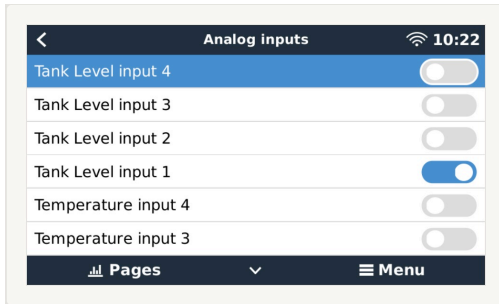 Analog inputs 10:22
Tank Level input 4
Tank Level input 3
Tank Level input 2
Tank Level input 1
Temperature input 4
Temperature input 3
Pages Menu